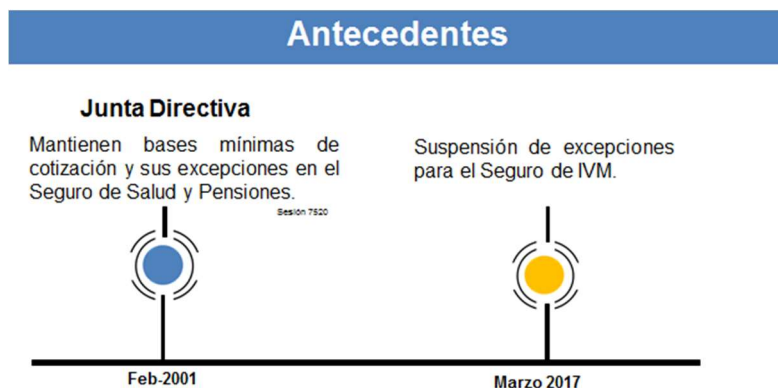 Antecedentes
Junta Directiva
Mantienen bases mínimas de
cotización y sus excepciones en el
Seguro de Salud y Pensiones.
Sesión 7520
Suspensión de excepciones
para el Seguro de IVM.
Feb-2001
Marzo 2017